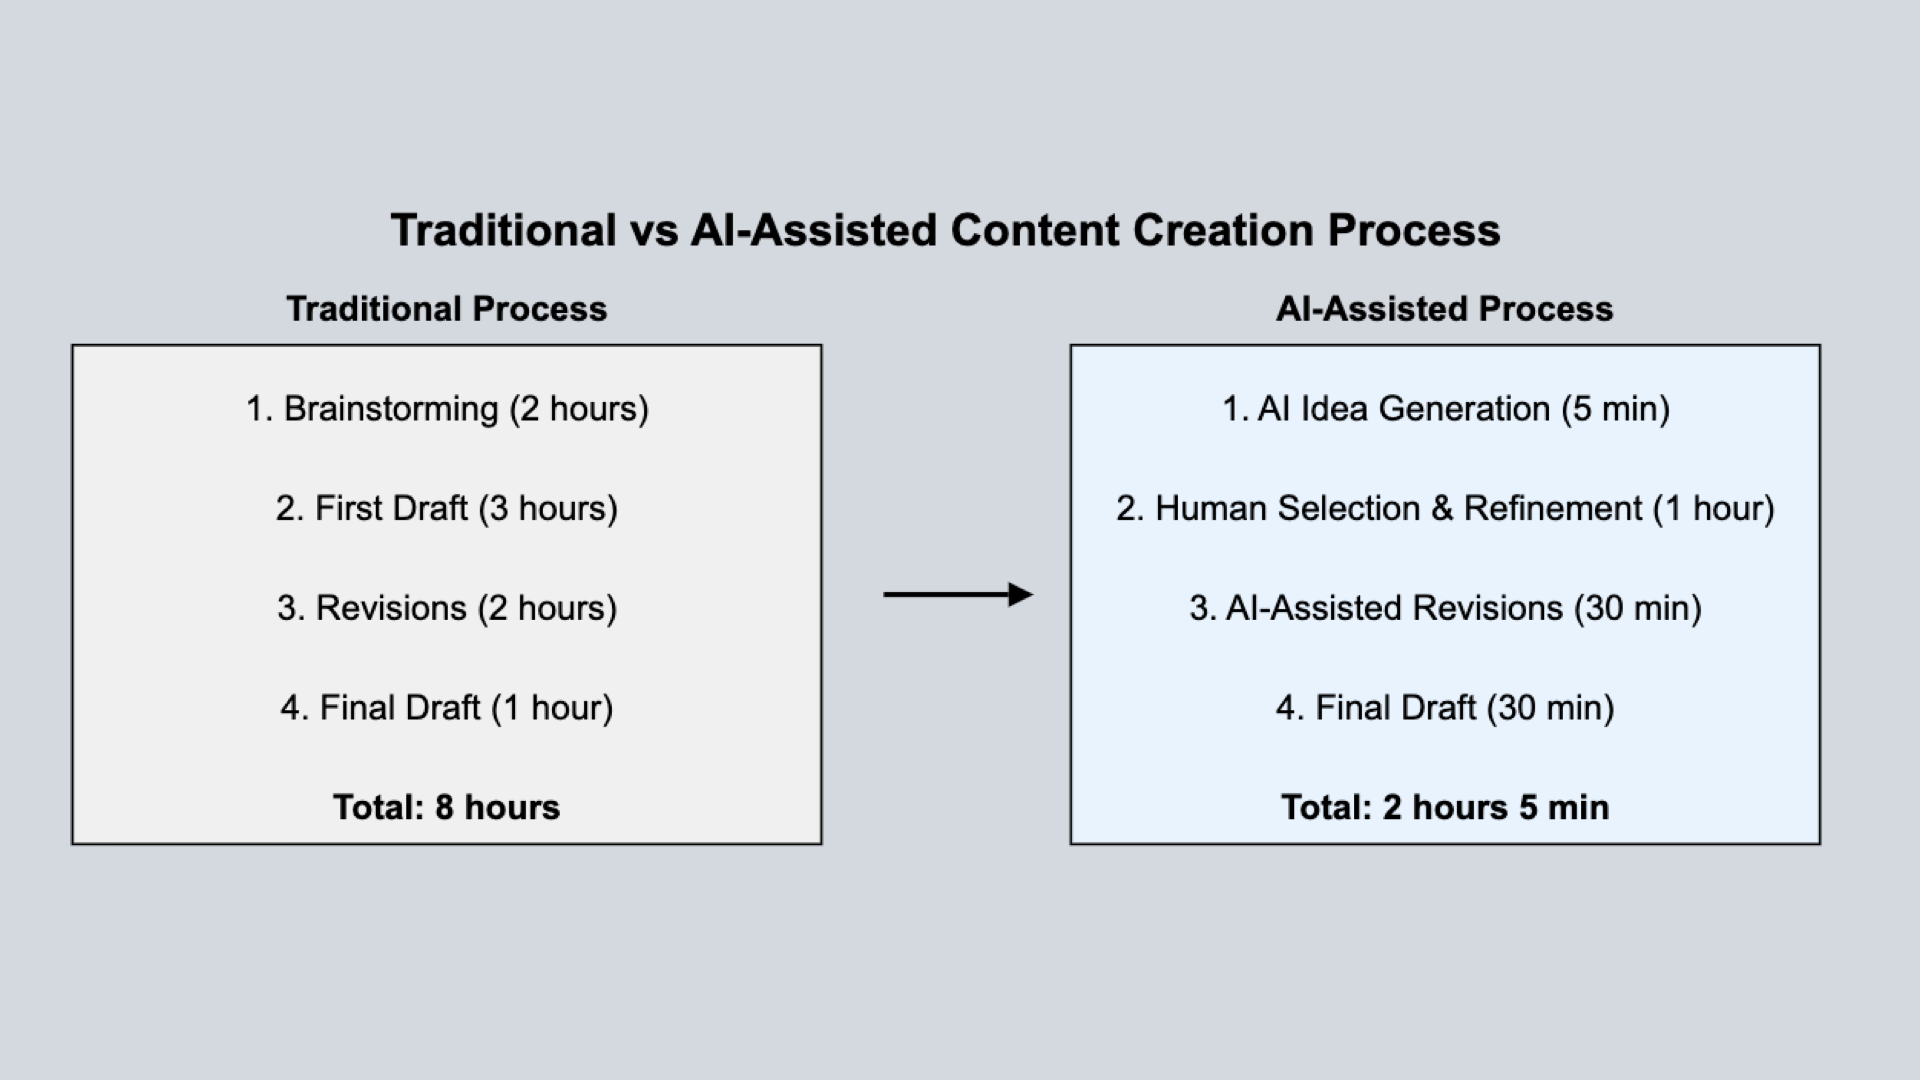 Traditional vs AI-Assisted Content Creation Process
Traditional Process
1. Brainstorming (2 hours)
2. First Draft (3 hours)
3. Revisions (2 hours)
4. Final Draft (1 hour)
Total: 8 hours
AI-Assisted Process
1. AI Idea Generation (5 min)
2. Human Selection & Refinement (1 hour)
3. AI-Assisted Revisions (30 min)
4. Final Draft (30 min)
Total: 2 hours 5 min